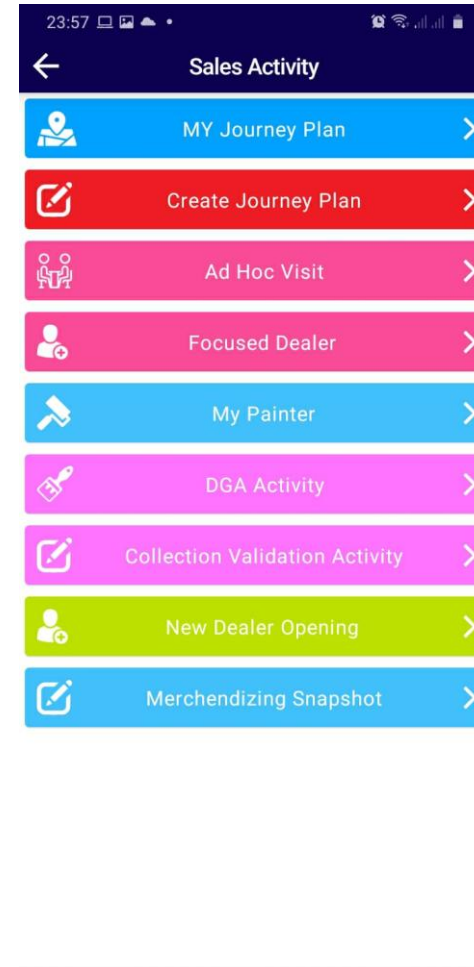 23:57
Sales Activity
MY Journey Plan
Create Journey Plan
Ad Hoc Visit
Focused Dealer
My Painter
DGA Activity
Collection Validation Activity
New Dealer Opening
Merchendizing Snapshot